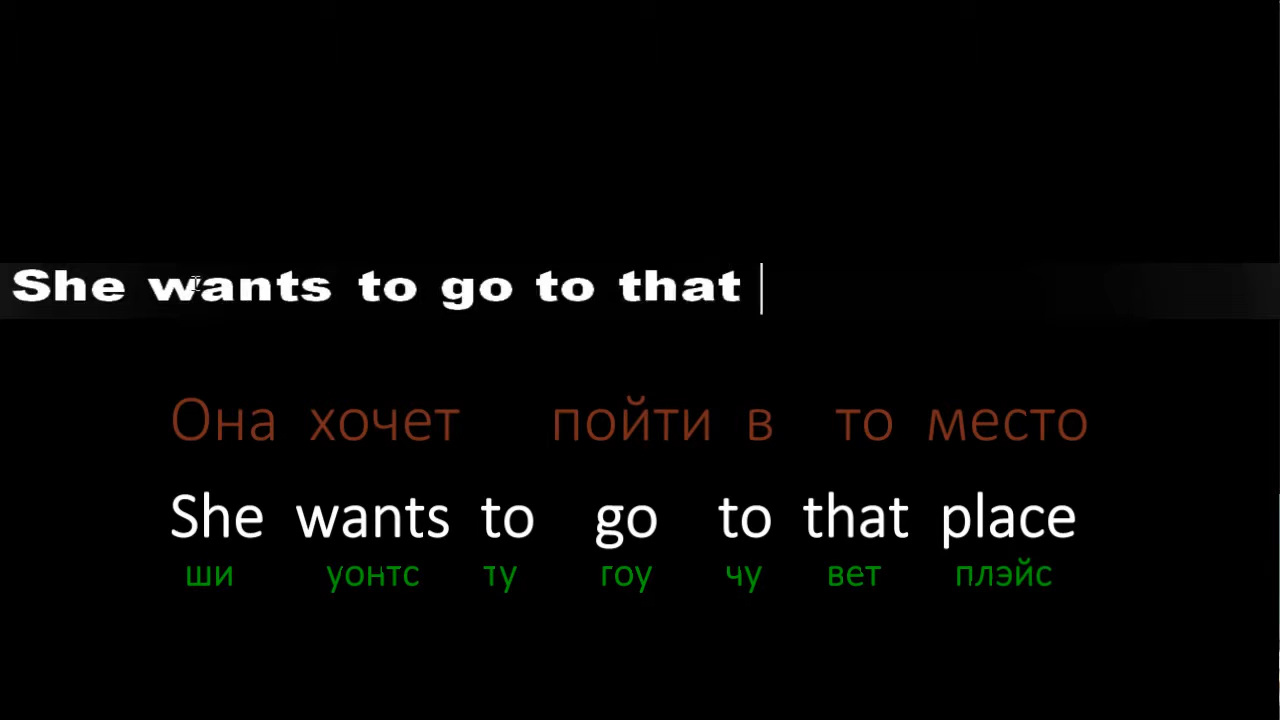 She wants to go to that
Она хочет пойти в то место
She wants to go to that place
ши уонтс ту гоу чу вет плэйс